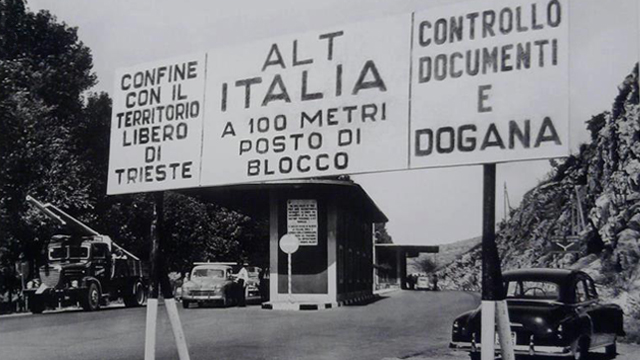 CONFINE
CON IL
TERRITORIO
LIBERO
DI
TRIESTE
ALT
ITALIA
A 100 METRI
POSTO DI
BLOCCO
CONTROLLO
DOCUMENTI
E
DOGANA